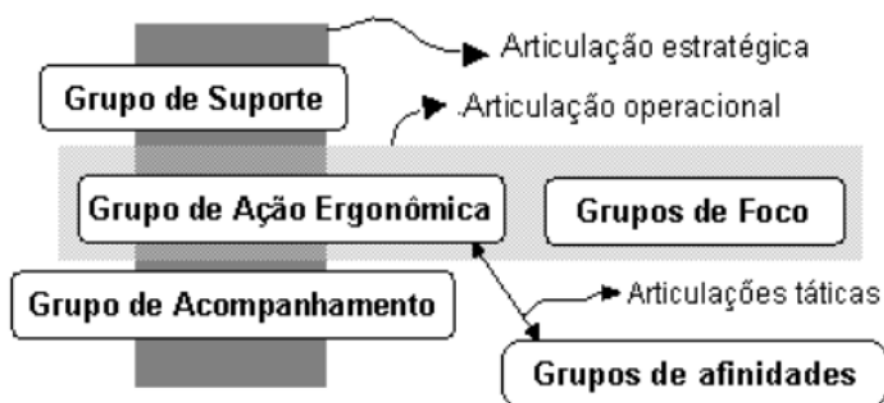 Articulação estratégica
Grupo de Suporte
.Articulação operacional
Grupo de Ação Ergonômica
Grupos de Foco
Grupo de Acompanhamento
Articulações táticas
Grupos de afinidades